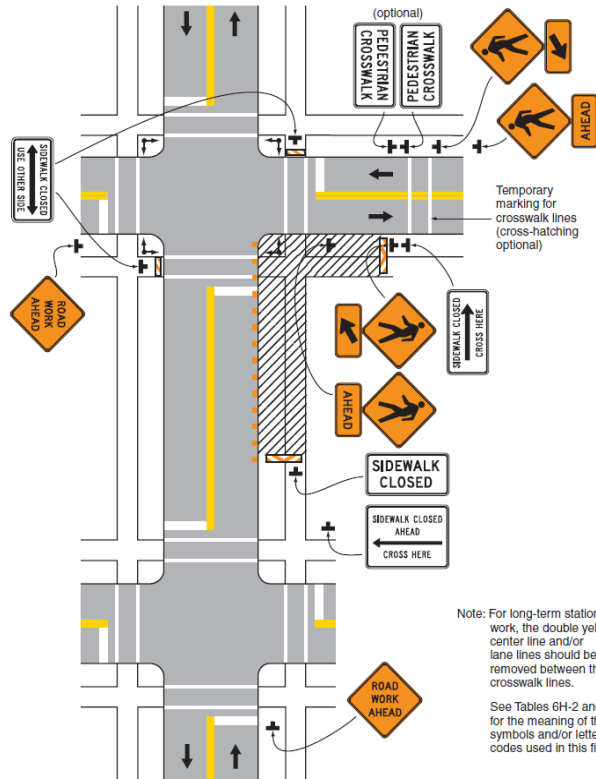 (optional)
PEDESTRIAN
CROSSWALK
PEDESTRIAN
CROSSWALK
AHEAD
SIDEWALK CLOSED
USE OTHER SIDE
Temporary
marking for
crosswalk lines
(cross-hatching
optional)
ROAD
WORK
AHEAD
SIDEWALK CLOSED
CROSS HERE
AHEAD
SIDEWALK
CLOSED
SIDEWALK CLOSED
AHEAD
CROSS HERE
Note: For long-term station
work, the double yel
center line and/or
lane lines should be
removed between th
crosswalk lines.
ROAD
WORK
AHEAD
See Tables 6H-2 and
for the meaning of th
symbols and/or lette
codes used in this fi